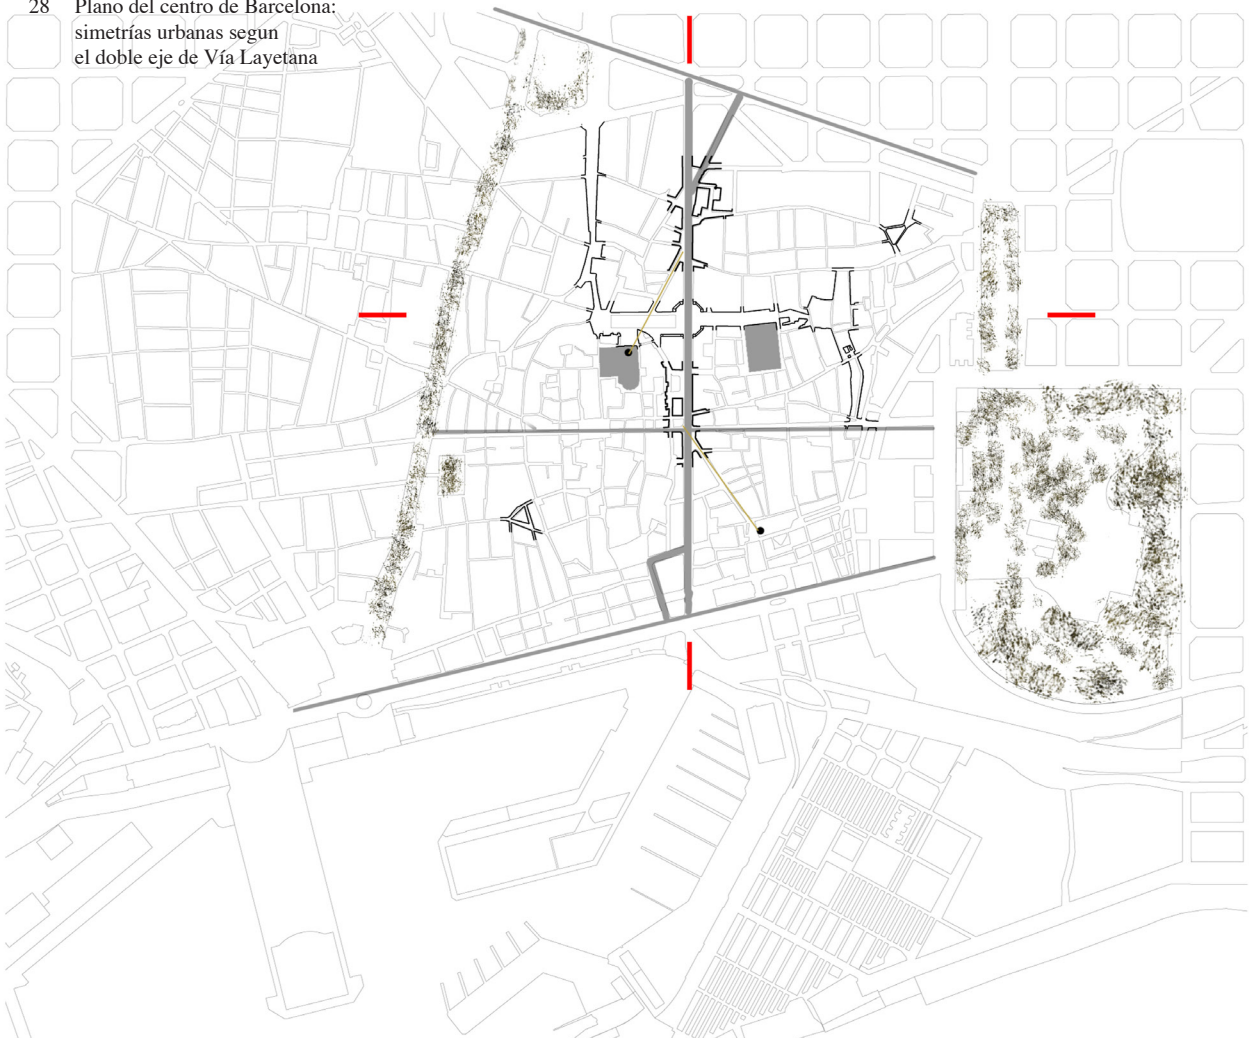 28 Plano del centro de Barcelona:
simetrías urbanas segun
el doble eje de Vía Layetana